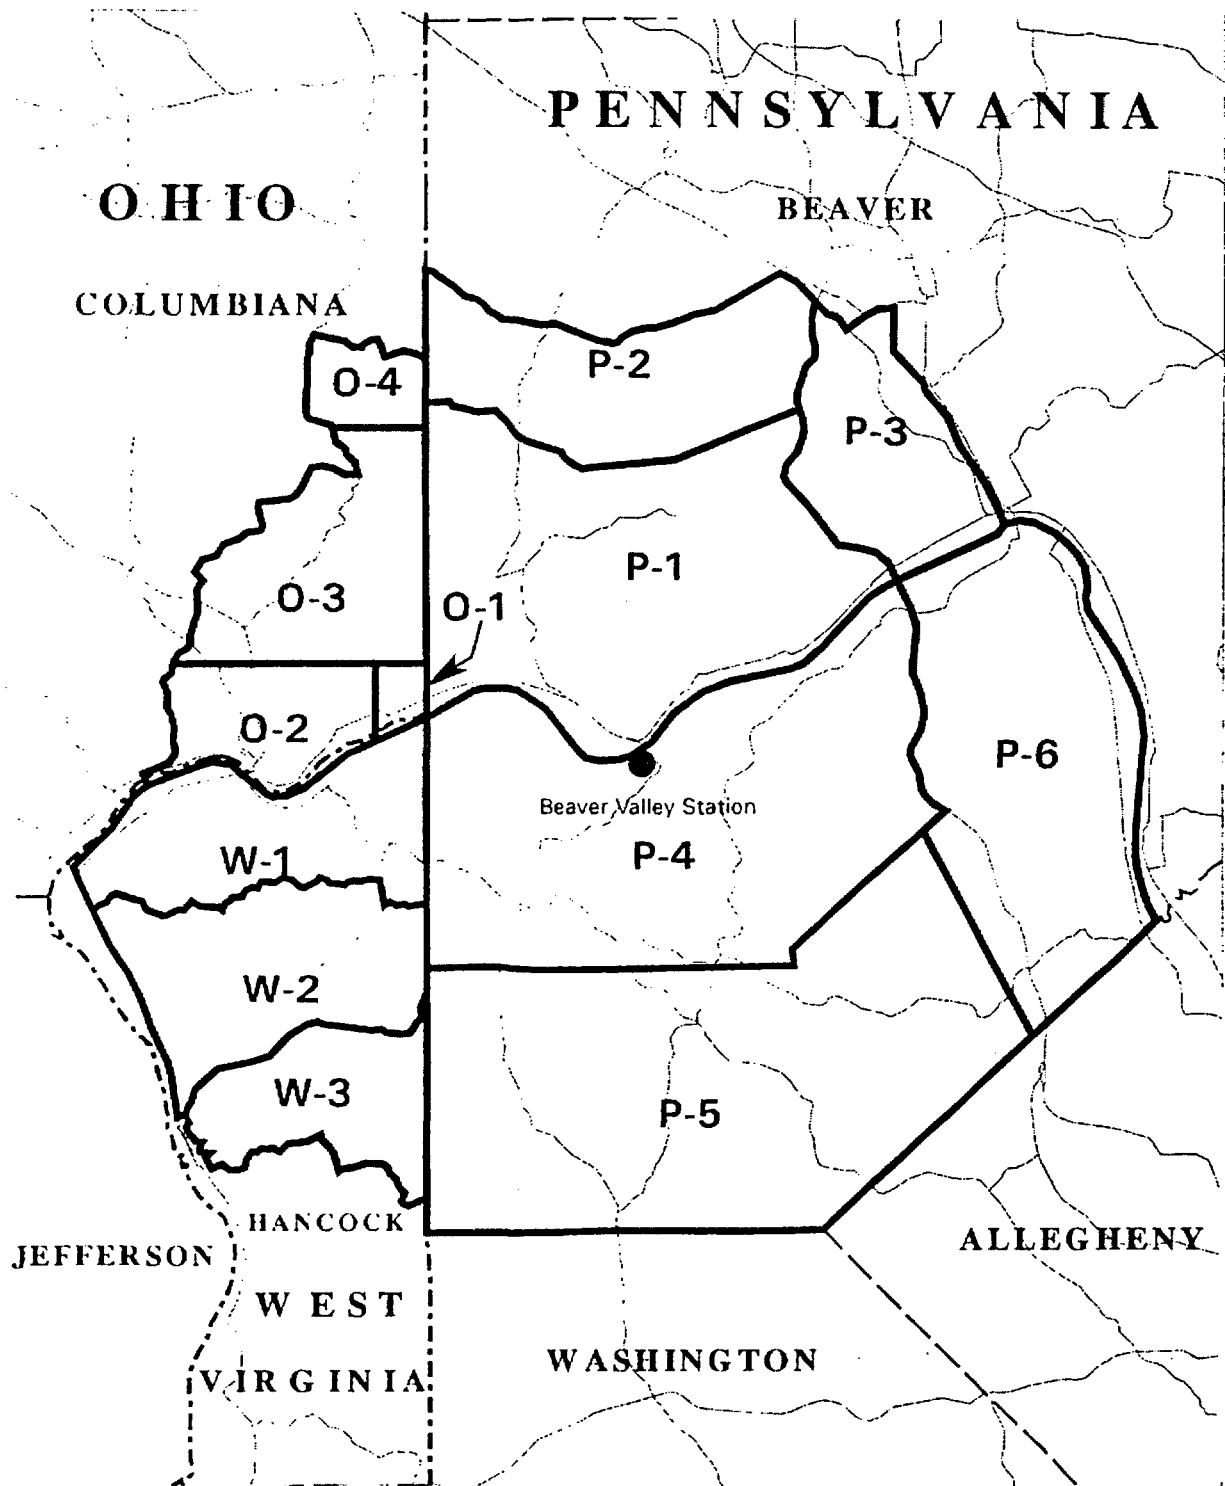 PENNSYLVANIA
OHIO
BEAVER
COLUMBIANA
P-2
O-4
P-3
P-1
O-3
O-1
O-2
P-6
Beaver Valley Station
W-1
P-4
W-2
W-3
P-5
HANCOCK
JEFFERSON
ALLEGHENY
WEST
VIRGINIA
WASHINGTON